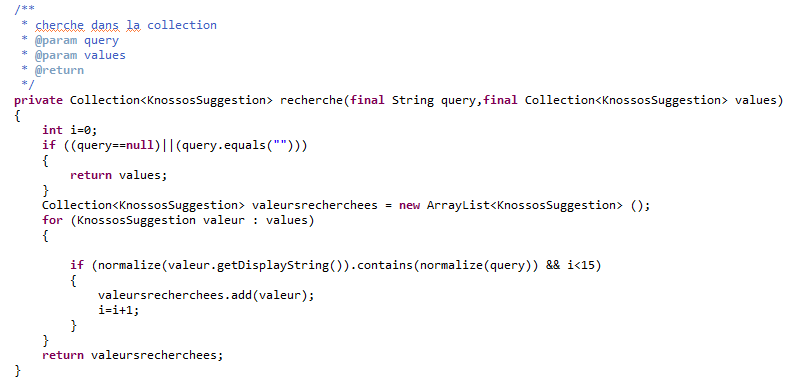 /**
 * cherche dans la collection
 * @param query
 * @param values
 * @return
 */
private Collection<KnossosSuggestion> recherche(final String query,final Collection<KnossosSuggestion> values)
{
    int i=0;
    if ((query==null)||(query.equals("")))
    {
        return values;
    }
    Collection<KnossosSuggestion> valeursrecherchees = new ArrayList<KnossosSuggestion> ();
    for (KnossosSuggestion valeur : values)
    {

        if (normalize(valeur.getDisplayString()).contains(normalize(query)) && i<15)
        {
            valeursrecherchees.add(valeur);
            i=i+1;
        }
    }
    return valeursrecherchees;
}